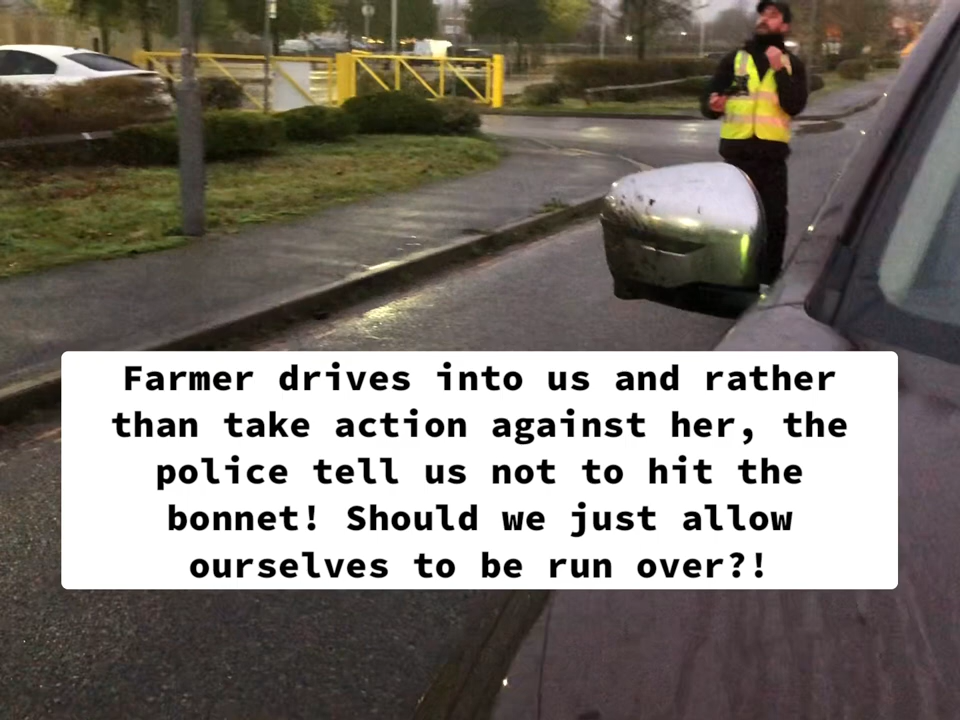 Farmer drives into us and rather
than take action against her, the
police tell us not to hit the
bonnet! Should we just allow
ourselves to be run over?!